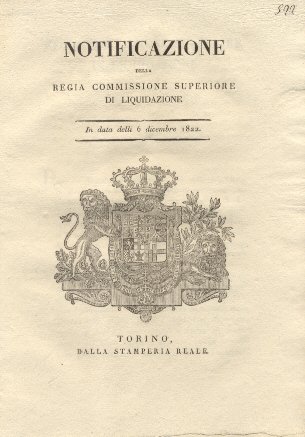 NOTIFICAZIONE
DELLA
REGIA COMMISSIONE SUPERIORE
DI LIQUIDAZIONE
In data delli 6 dicembre 1822.
TORINO,
DALLA STAMPERIA REALE.